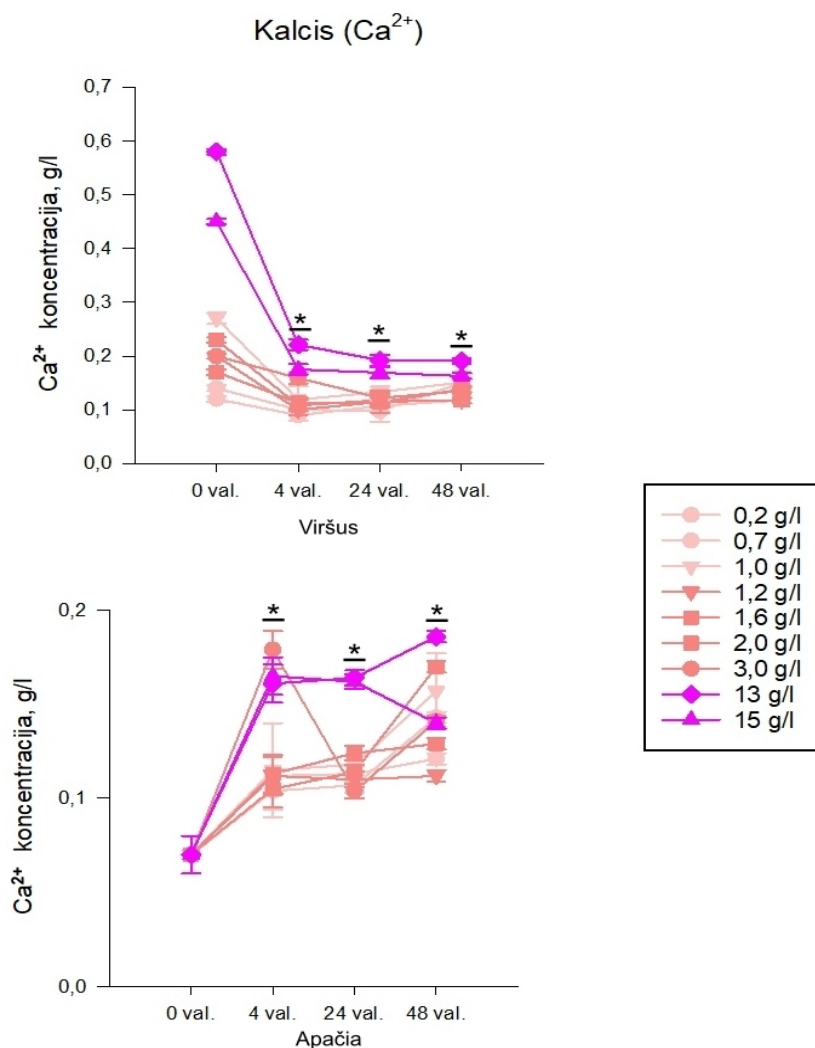 Kalcis (Ca²⁺)
Ca²⁺ koncentracija, g/l
0,7
0,6
0,5
0,4
0,3
0,2
0,1
0,0
*
*
*
0 val.
4 val.
24 val.
48 val.
Viršus
0,2 g/l
0,7 g/l
1,0 g/l
1,2 g/l
1,6 g/l
2,0 g/l
3,0 g/l
13 g/l
15 g/l
Ca²⁺ koncentracija, g/l
0,2
0,1
0,0
*
*
*
0 val.
4 val.
24 val.
48 val.
Apačia